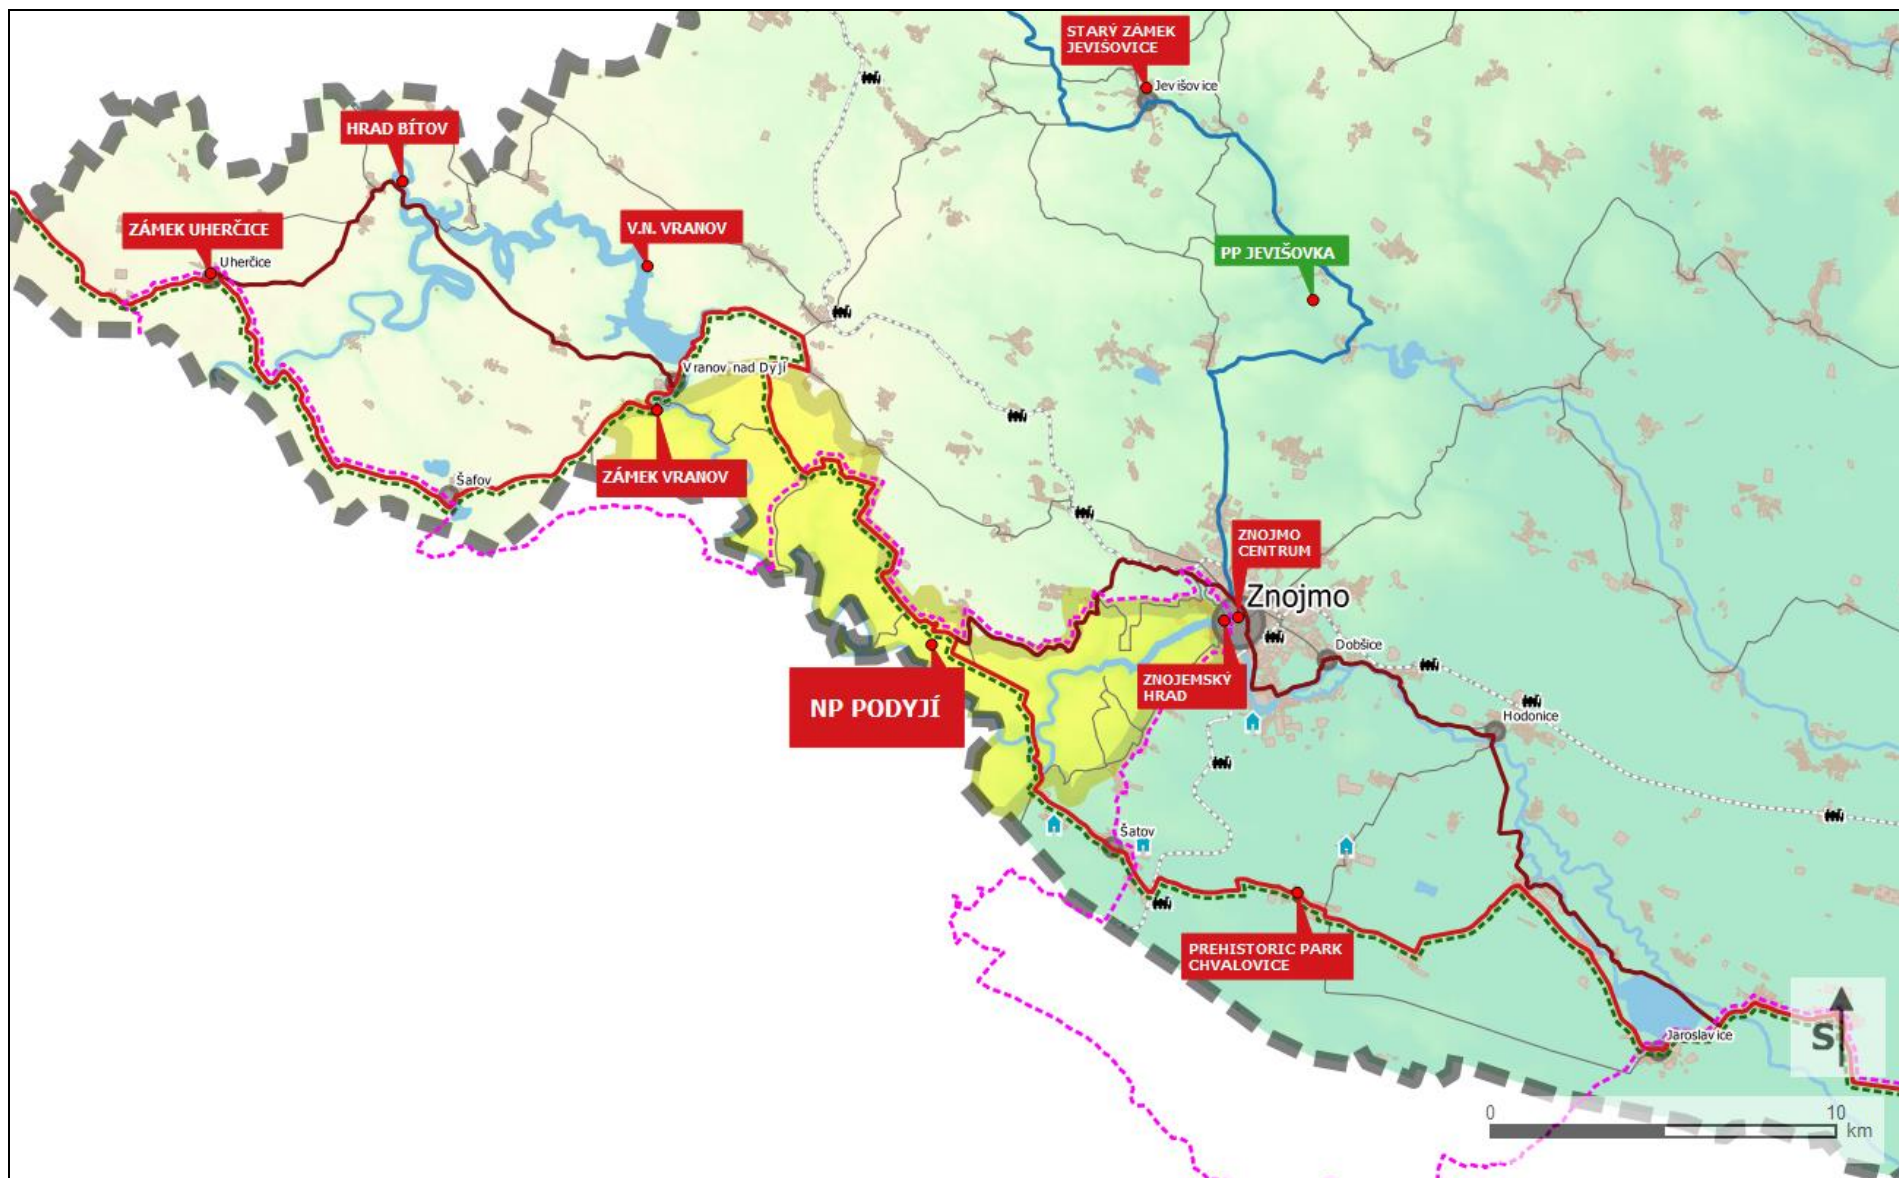 STARÝ ZÁMEK
JEVIŠOVICE
Jevišovice
HRAD BÍTOV
ZÁMEK UHERČICE
Uherčice
V.N. VRANOV
PP JEVIŠOVKA
Vranov nad Dyjí
ZÁMEK VRANOV
Šafov
ZNOJMO
CENTRUM
Znojmo
Dobšice
ZNOJEMSKÝ
HRAD
NP PODYJÍ
Hodonice
Šatov
PREHISTORIC PARK
CHVALOVICE
Jaroslavice
S
0 10
km